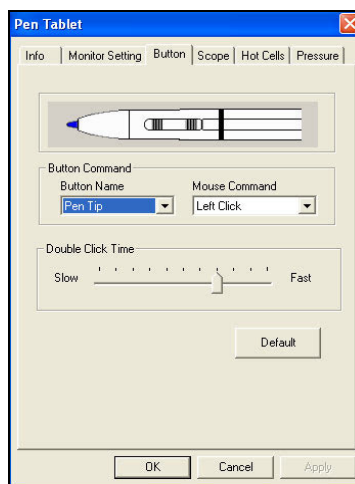 Pen Tablet
Info Monitor Setting Button Scope Hot Cells Pressure
Button Command
Button Name Mouse Command
Pen Tip Left Click
Double Click Time
Slow Fast
Default
OK Cancel Apply